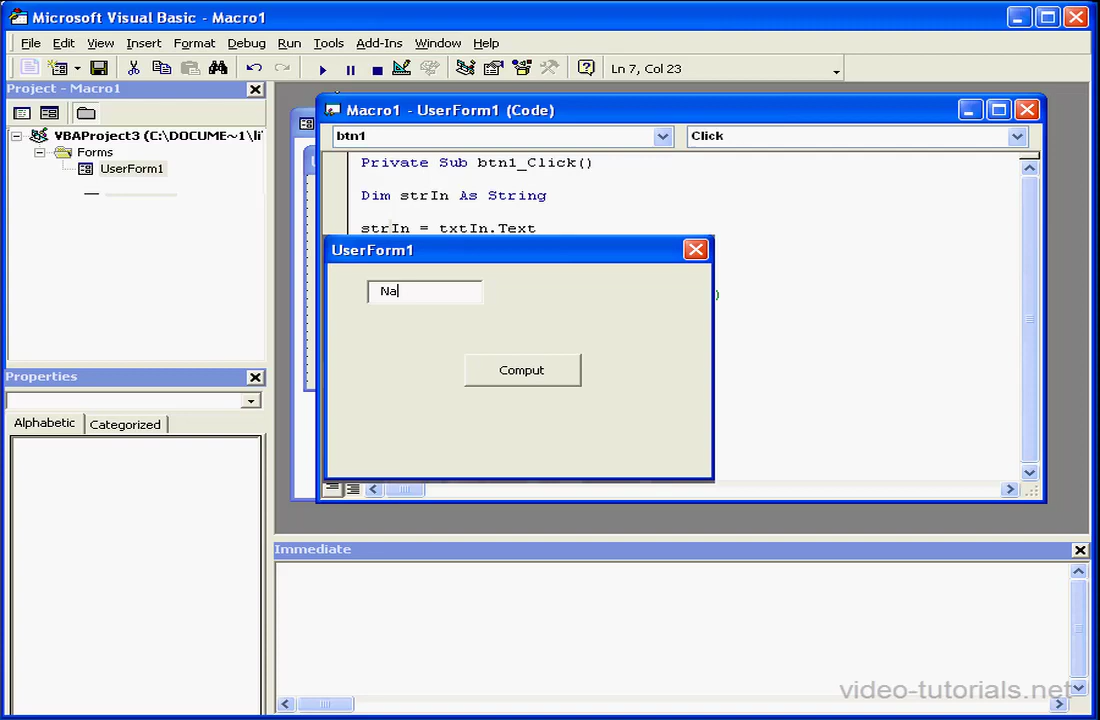 Microsoft Visual Basic - Macro1
File Edit View Insert Format Debug Run Tools Add-Ins Window Help
Ln 7, Col 23
Project - Macro1
VBAProject3 (C:\DOCUME~1\li
Forms
UserForm1
Macro1 - UserForm1 (Code)
btn1
Click
Private Sub btn1_Click()
Dim strIn As String
strIn = txtIn.Text
)
UserForm1
Na
Comput
Properties
Alphabetic
Categorized
Immediate
video-tutorials.net